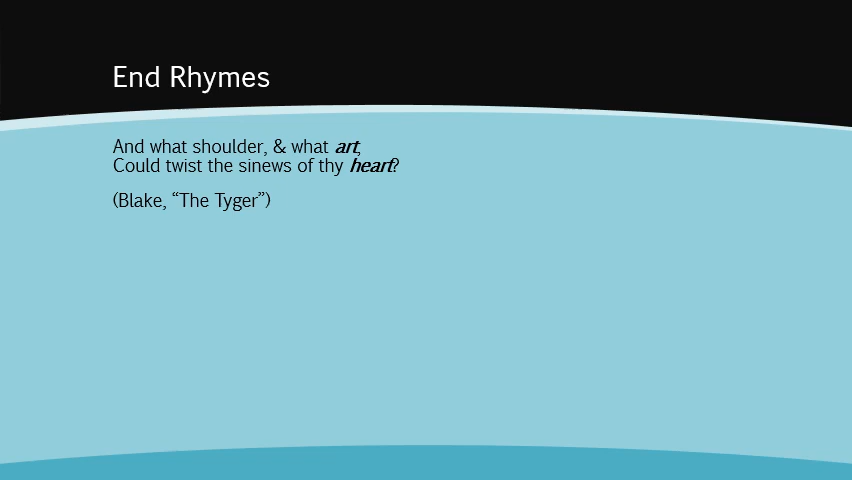 End Rhymes
And what shoulder, & what art,
Could twist the sinews of thy heart?
(Blake, “The Tyger”)